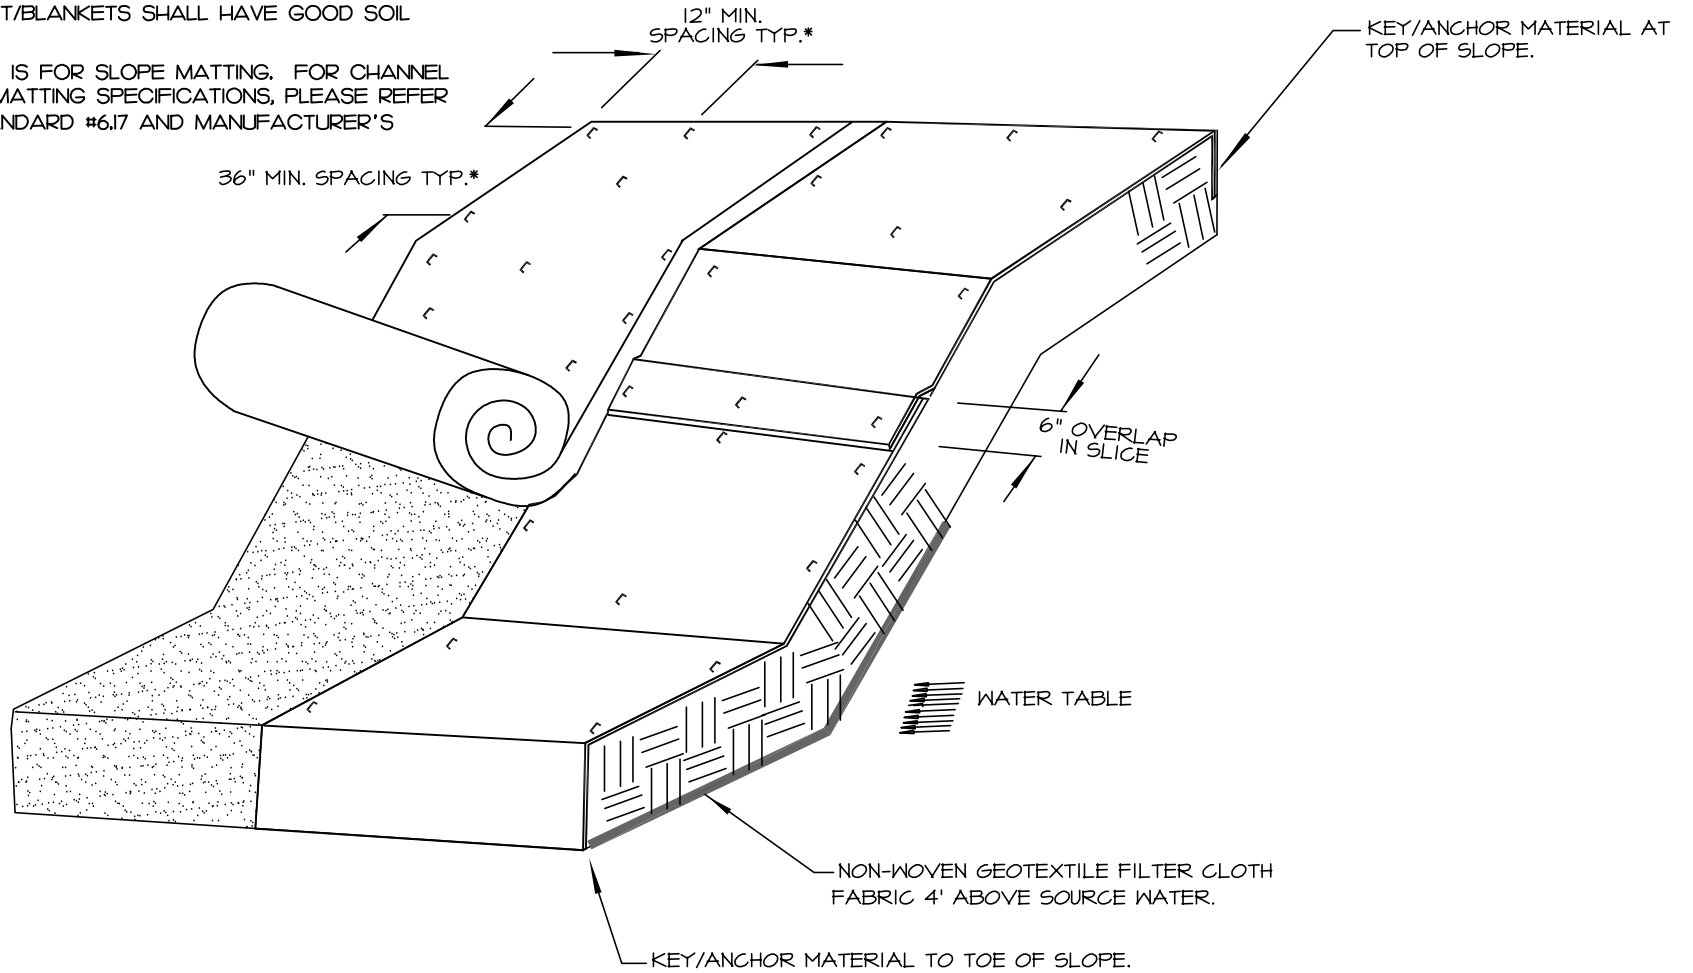 T/BLANKETS SHALL HAVE GOOD SOIL
IS FOR SLOPE MATTING. FOR CHANNEL
MATTING SPECIFICATIONS, PLEASE REFER
NDARD #6.17 AND MANUFACTURER'S
12" MIN.
SPACING TYP.*
KEY/ANCHOR MATERIAL AT
TOP OF SLOPE.
36" MIN. SPACING TYP.*
6" OVERLAP
IN SLICE
WATER TABLE
NON-WOVEN GEOTEXTILE FILTER CLOTH
FABRIC 4' ABOVE SOURCE WATER.
KEY/ANCHOR MATERIAL TO TOE OF SLOPE.